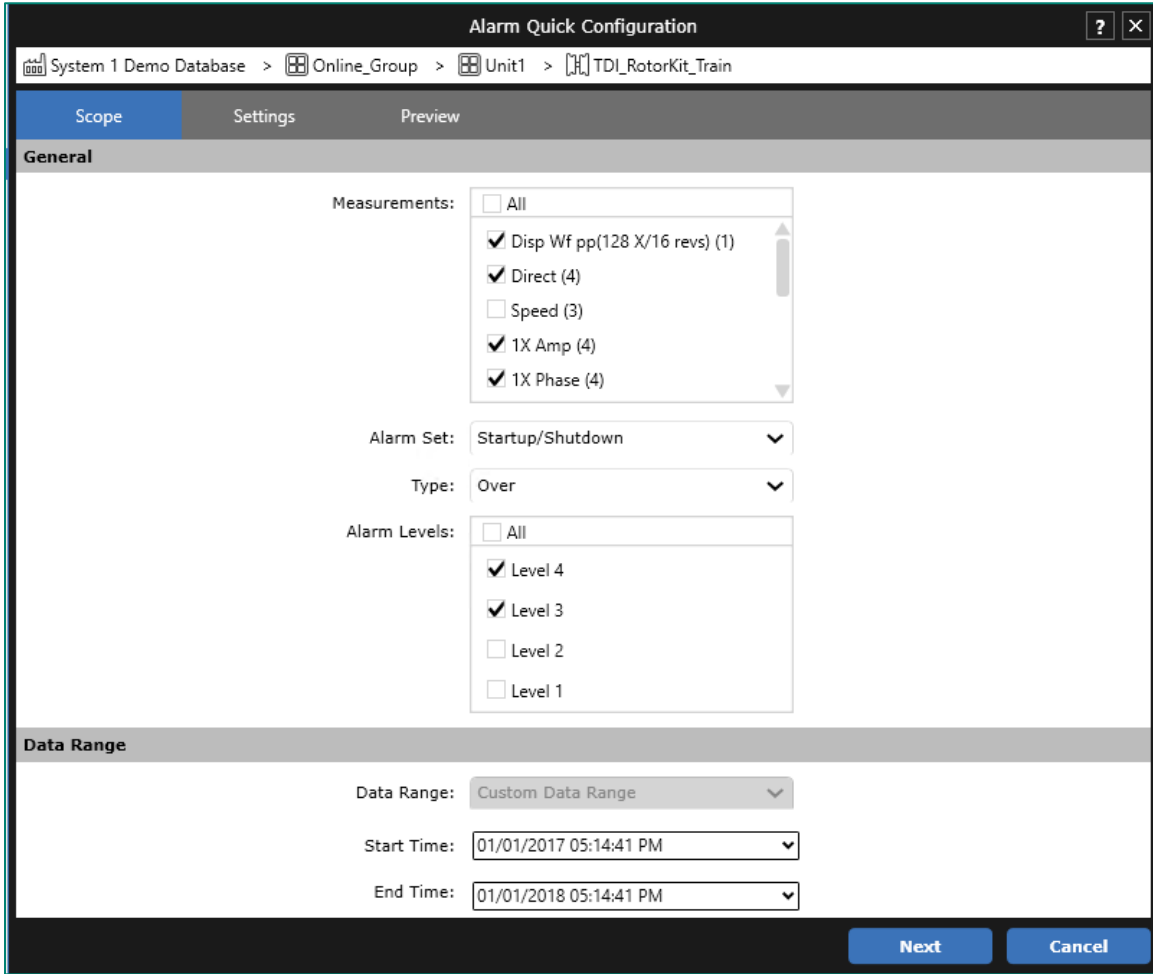 Alarm Quick Configuration ? X
System 1 Demo Database > Online_Group > Unit1 > TDI_RotorKit_Train
Scope Settings Preview
General
Measurements: All
Disp Wf pp(128 X/16 revs) (1)
Direct (4)
Speed (3)
1X Amp (4)
1X Phase (4)
Alarm Set: Startup/Shutdown
Type: Over
Alarm Levels: All
Level 4
Level 3
Level 2
Level 1
Data Range
Data Range: Custom Data Range
Start Time: 01/01/2017 05:14:41 PM
End Time: 01/01/2018 05:14:41 PM
Next Cancel